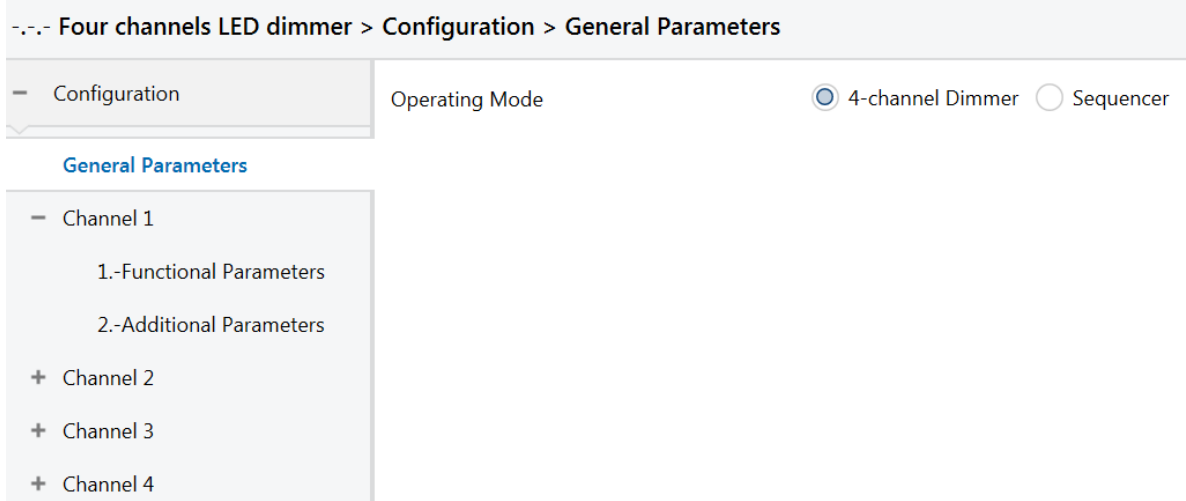 -.-.- Four channels LED dimmer > Configuration > General Parameters
Configuration
Operating Mode 4-channel Dimmer Sequencer
General Parameters
Channel 1
1.-Functional Parameters
2.-Additional Parameters
Channel 2
Channel 3
Channel 4